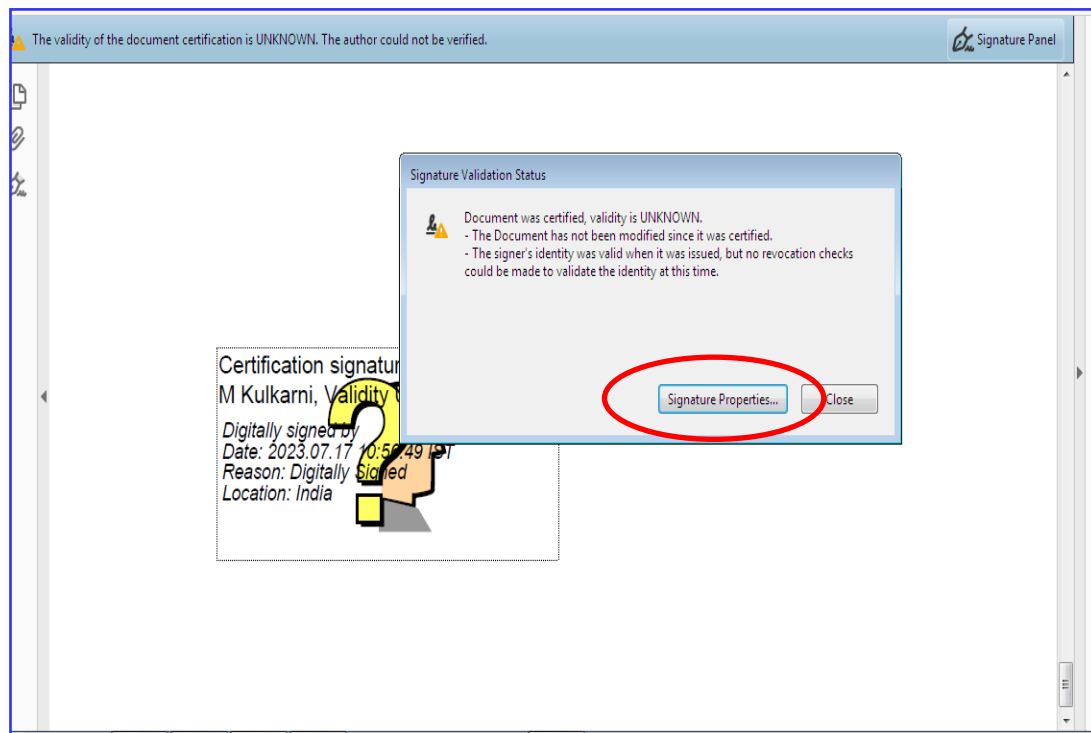 The validity of the document certification is UNKNOWN. The author could not be verified.
Signature Panel
Signature Validation Status
Document was certified, validity is UNKNOWN.
- The Document has not been modified since it was certified.
- The signer's identity was valid when it was issued, but no revocation checks
could be made to validate the identity at this time.
Signature Properties...
Close
Certification signatur
M Kulkarni, Validity
Digitally signed by
Date: 2023.07.17 10:56:49 IST
Reason: Digitally Signed
Location: India